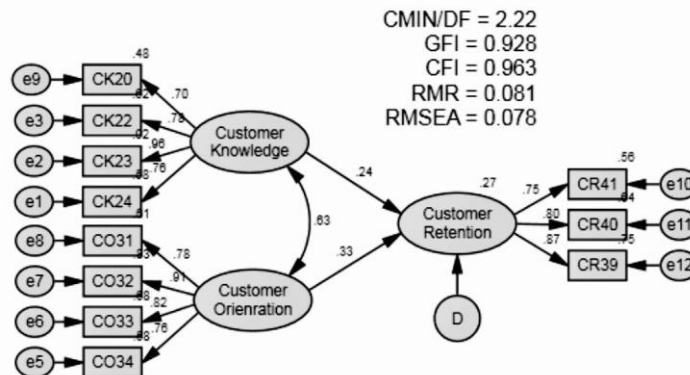 CMIN/DF = 2.22
GFI = 0.928
CFI = 0.963
RMR = 0.081
RMSEA = 0.078
.48
e9 CK20 .70
e3 CK22 .78
e2 CK23 .96
e1 CK24 .76
e8 CO31 .78
e7 CO32 .91
e6 CO33 .82
e5 CO34 .76
Customer
Knowledge
.63
Customer
Orienration
.24
.33
.27
Customer
Retention
D
.56
.75 CR41 e10
.80 CR40 e11
.87 CR39 e12
.75